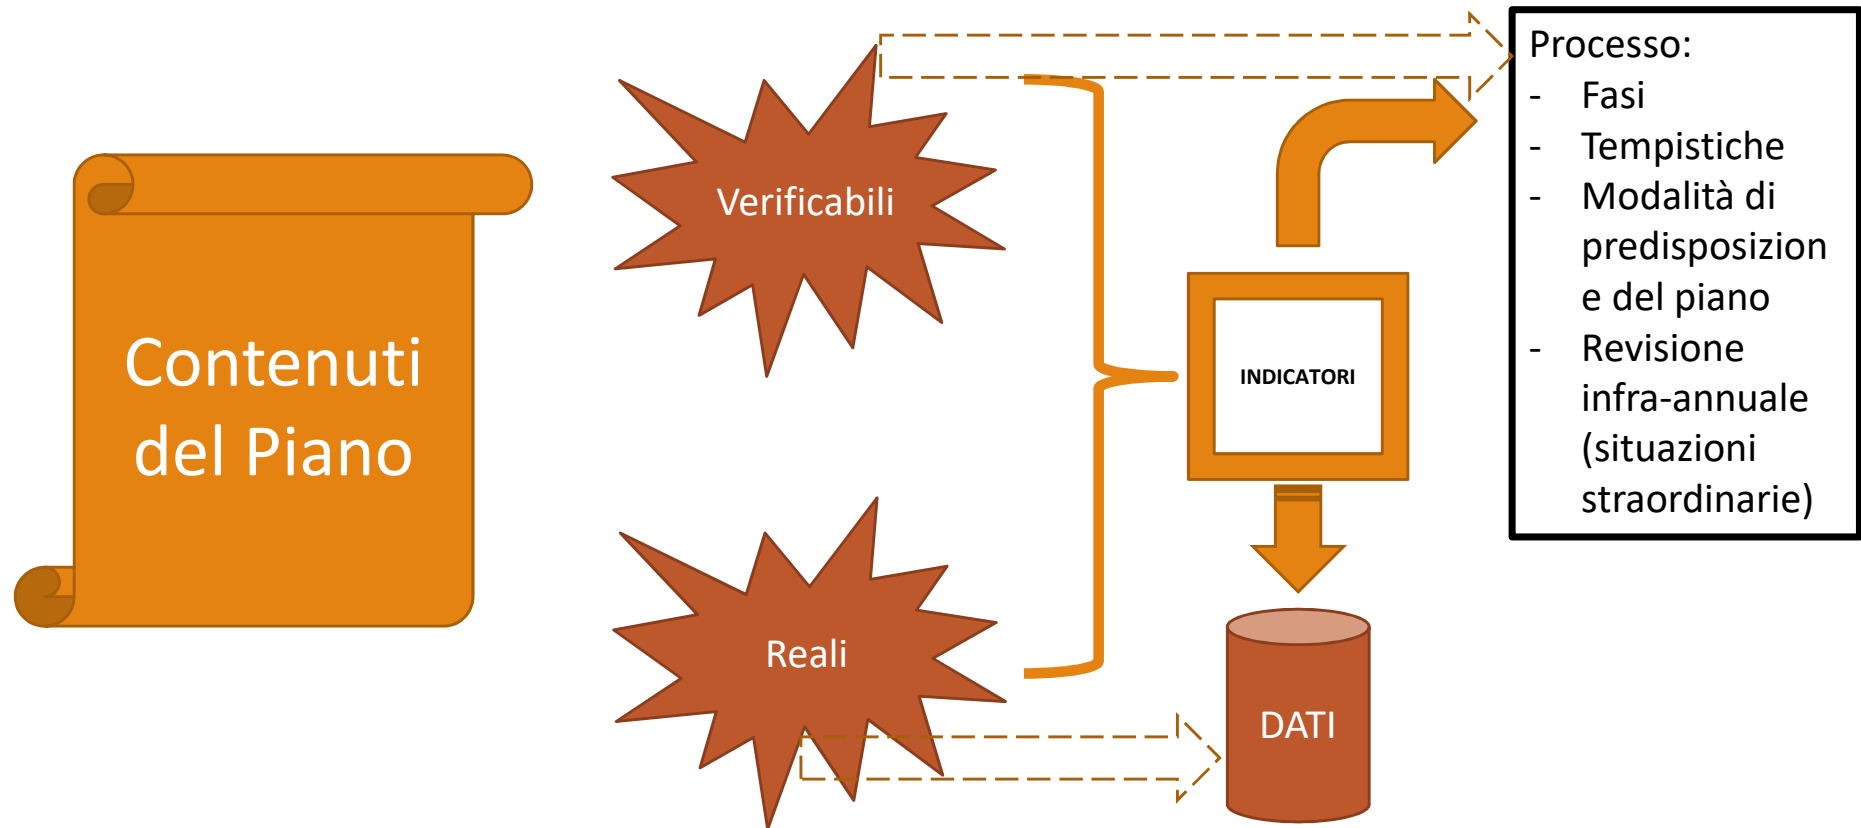 Contenuti
del Piano
Verificabili
Reali
INDICATORI
DATI
Processo:
- Fasi
- Tempistiche
- Modalità di
predisposizion
e del piano
- Revisione
infra-annuale
(situazioni
straordinarie)